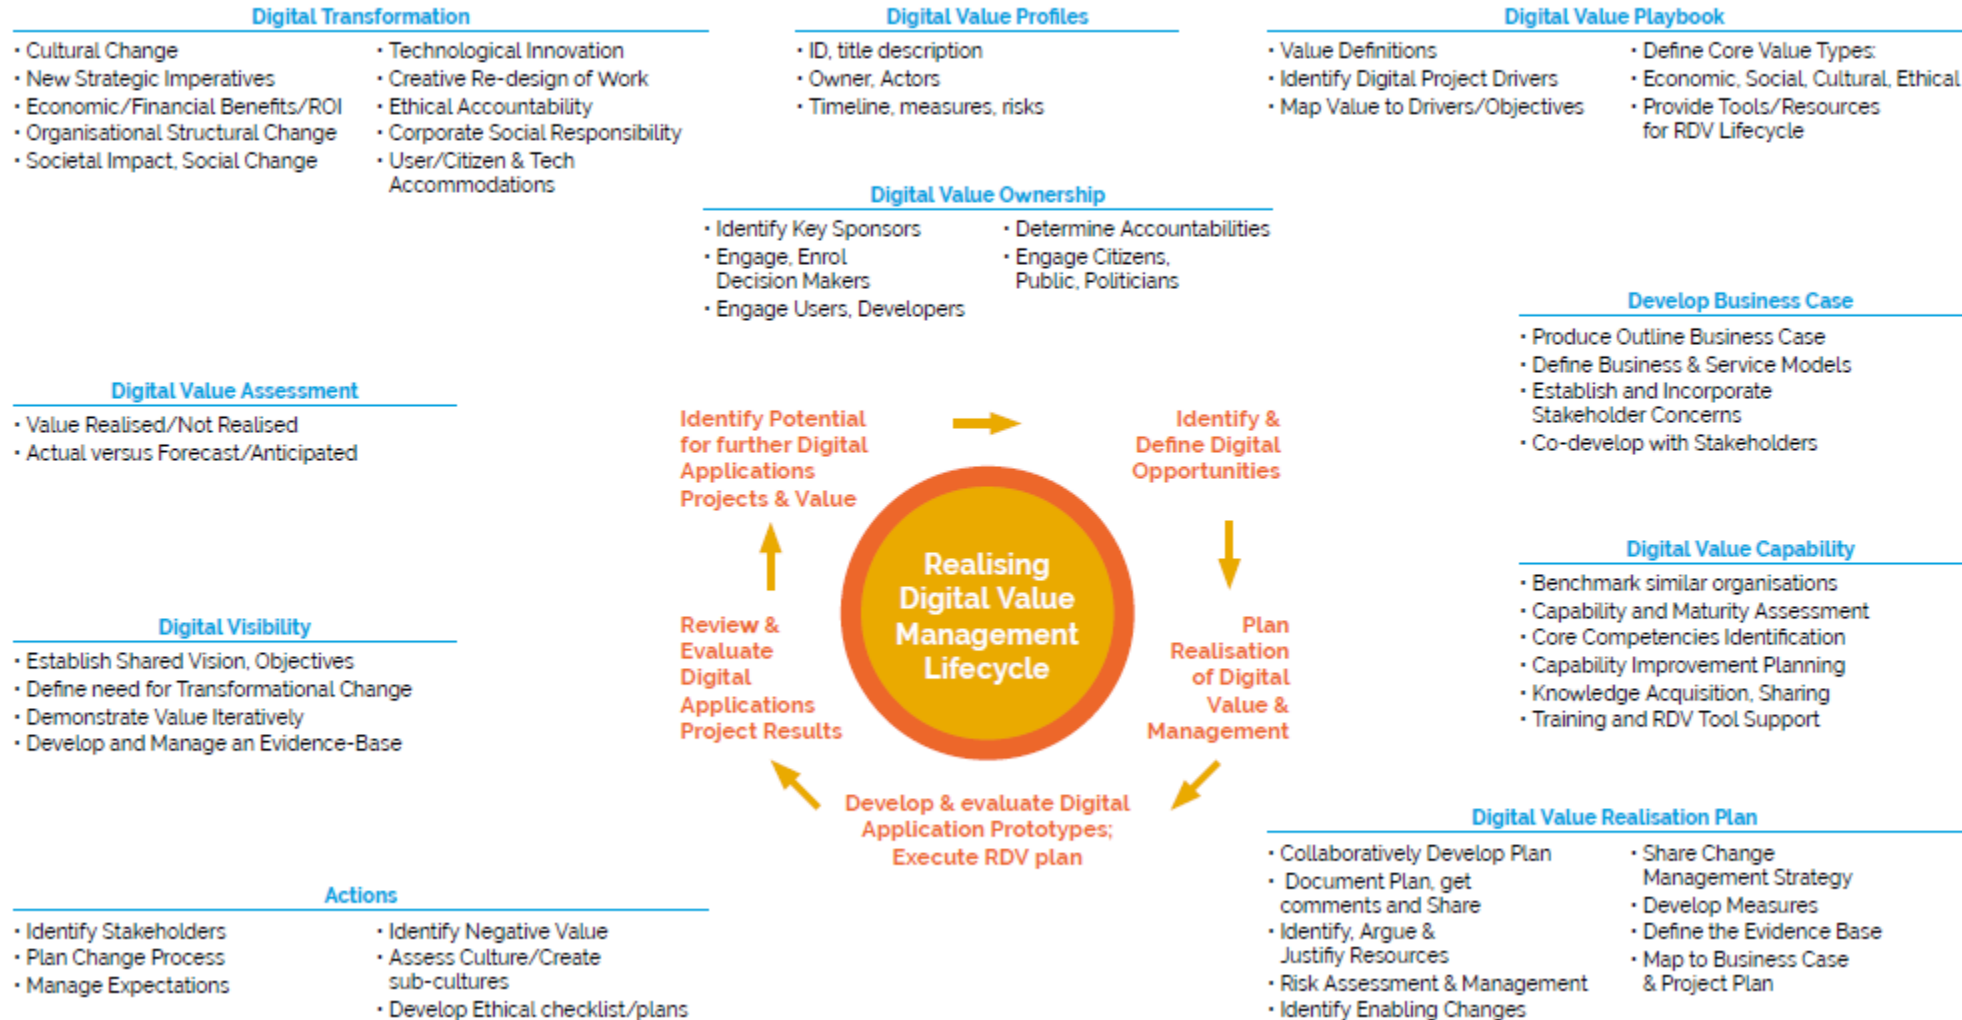 Digital Transformation
• Cultural Change
• New Strategic Imperatives
• Economic/Financial Benefits/ROI
• Organisational Structural Change
• Societal Impact, Social Change
• Technological Innovation
• Creative Re-design of Work
• Ethical Accountability
• Corporate Social Responsibility
• User/Citizen & Tech
Accommodations
Digital Value Profiles
• ID, title description
• Owner, Actors
• Timeline, measures, risks
Digital Value Playbook
• Value Definitions
• Identify Digital Project Drivers
• Map Value to Drivers/Objectives
• Define Core Value Types:
• Economic, Social, Cultural, Ethical
• Provide Tools/Resources
for RDV Lifecycle
Digital Value Ownership
• Identify Key Sponsors
• Engage, Enrol
Decision Makers
• Engage Users, Developers
• Determine Accountabilities
• Engage Citizens,
Public, Politicians
Develop Business Case
• Produce Outline Business Case
• Define Business & Service Models
• Establish and Incorporate
Stakeholder Concerns
• Co-develop with Stakeholders
Digital Value Assessment
• Value Realised/Not Realised
• Actual versus Forecast/Anticipated
Identify Potential
for further Digital
Applications
Projects & Value
Identify &
Define Digital
Opportunities
Realising
Digital Value
Management
Lifecycle
Digital Value Capability
• Benchmark similar organisations
• Capability and Maturity Assessment
• Core Competencies Identification
• Capability Improvement Planning
• Knowledge Acquisition, Sharing
• Training and RDV Tool Support
Digital Visibility
• Establish Shared Vision, Objectives
• Define need for Transformational Change
• Demonstrate Value Iteratively
• Develop and Manage an Evidence-Base
Review &
Evaluate
Digital
Applications
Project Results
Plan
Realisation
of Digital
Value &
Management
Develop & evaluate Digital
Application Prototypes;
Execute RDV plan
Digital Value Realisation Plan
• Collaboratively Develop Plan
• Document Plan, get
comments and Share
• Identify, Argue &
Justifiy Resources
• Risk Assessment & Management
• Identify Enabling Changes
• Share Change
Management Strategy
• Develop Measures
• Define the Evidence Base
• Map to Business Case
& Project Plan
Actions
• Identify Stakeholders
• Plan Change Process
• Manage Expectations
• Identify Negative Value
• Assess Culture/Create
sub-cultures
• Develop Ethical checklist/plans